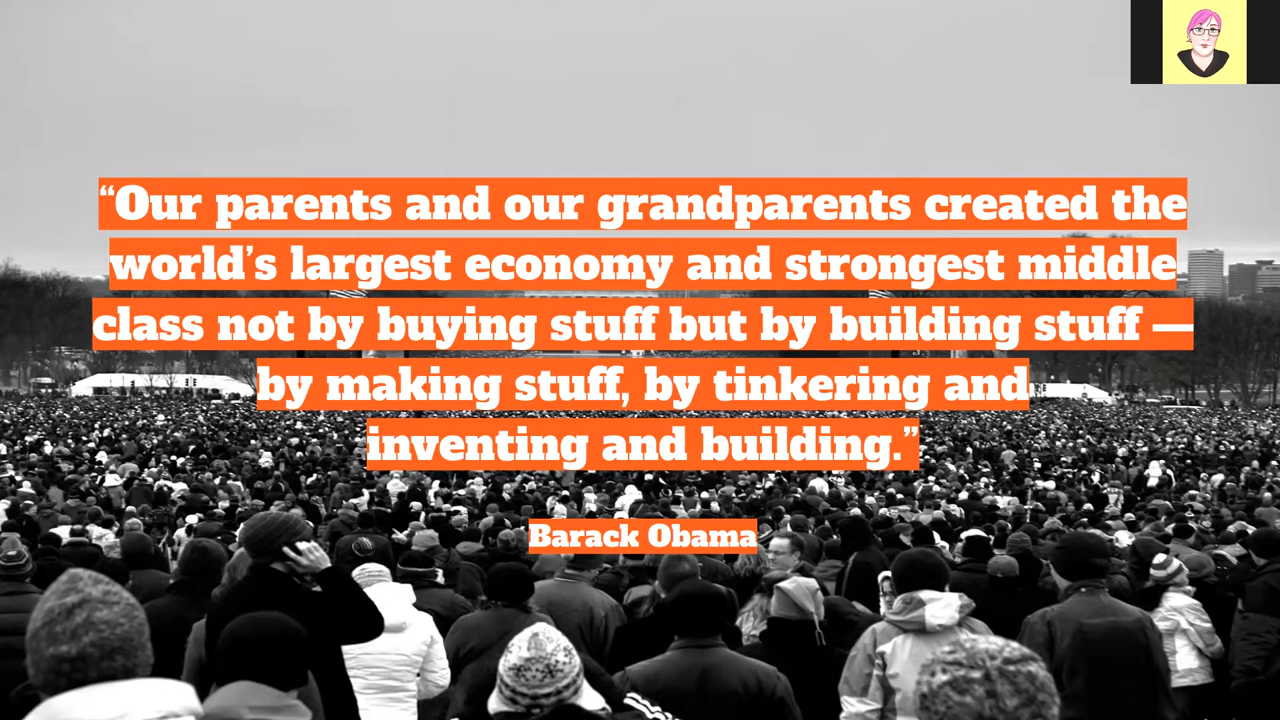 “Our parents and our grandparents created the
world’s largest economy and strongest middle
class not by buying stuff but by building stuff —
by making stuff, by tinkering and
inventing and building.”
Barack Obama